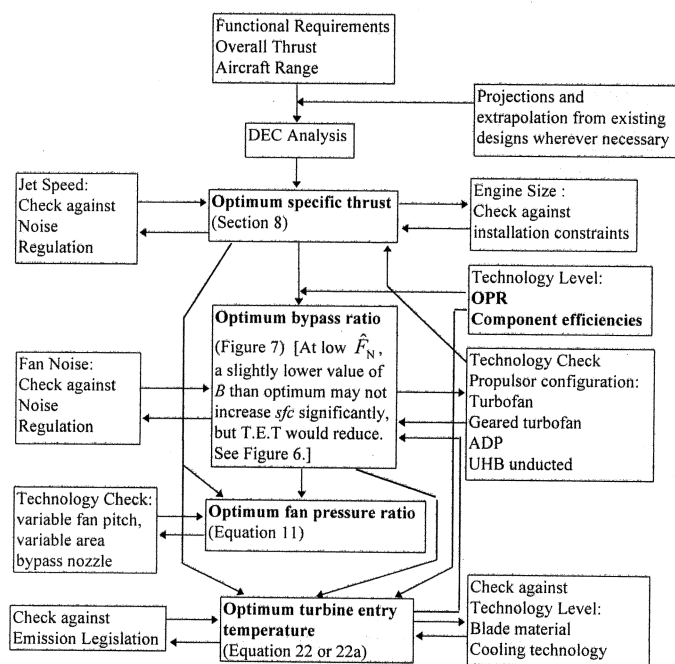 Functional Requirements
Overall Thrust
Aircraft Range
Projections and
extrapolation from existing
designs wherever necessary
DEC Analysis
Jet Speed:
Check against
Noise
Regulation
Optimum specific thrust
(Section 8)
Engine Size :
Check against
installation constraints
Technology Level:
OPR
Component efficiencies
Optimum bypass ratio
(Figure 7) [At low F̂N,
a slightly lower value of
B than optimum may not
increase sfc significantly,
but T.E.T would reduce.
See Figure 6.]
Fan Noise:
Check against
Noise
Regulation
Technology Check
Propulsor configuration:
Turbofan
Geared turbofan
ADP
UHB unducted
Technology Check:
variable fan pitch,
variable area
bypass nozzle
Optimum fan pressure ratio
(Equation 11)
Check against
Emission Legislation
Optimum turbine entry
temperature
(Equation 22 or 22a)
Check against
Technology Level:
Blade material
Cooling technology